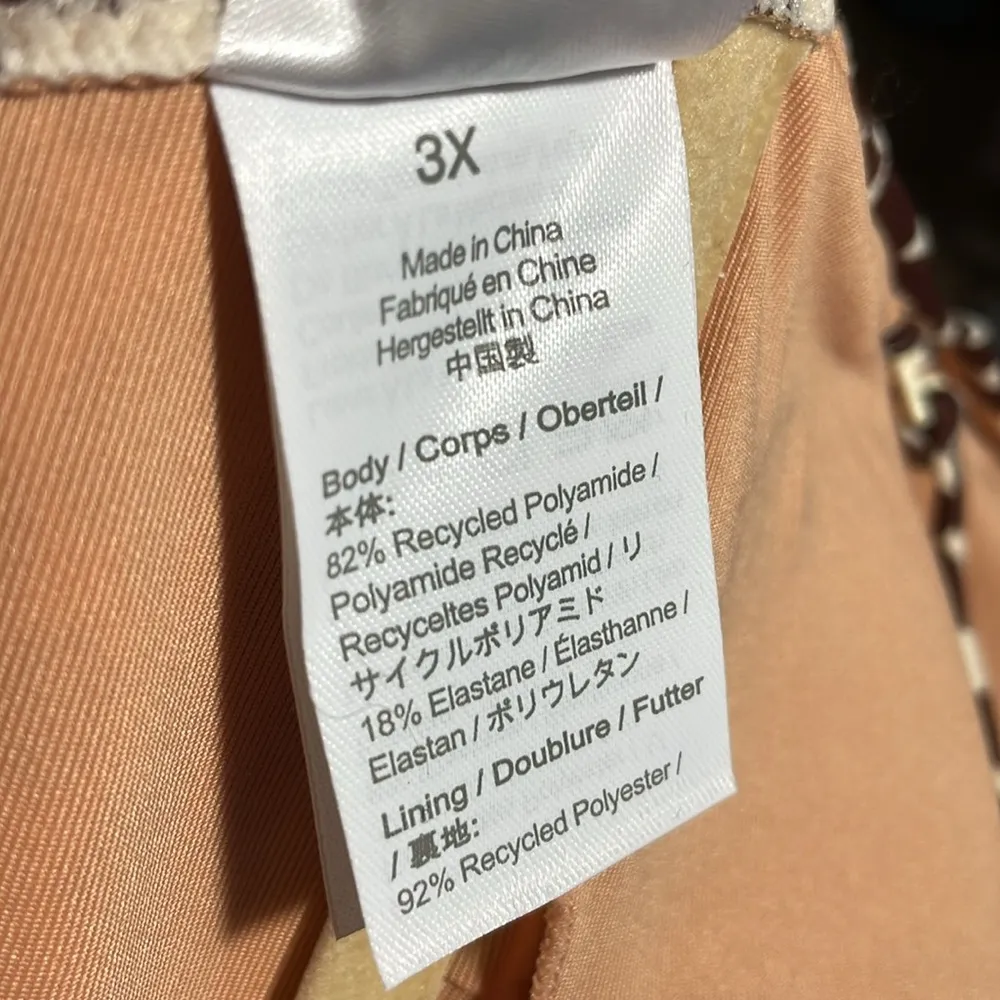 3X
Made in China
Fabriqué en Chine
Hergestellt in China
中国製
Body / Corps / Oberteil /
本体:
82% Recycled Polyamide /
Polyamide Recyclé /
Recyceltes Polyamid / リ
サイクルポリアミド
18% Elastane / Élasthanne /
Elastan / ポリウレタン
Lining / Doublure / Futter
/ 裏地:
92% Recycled Polyester /